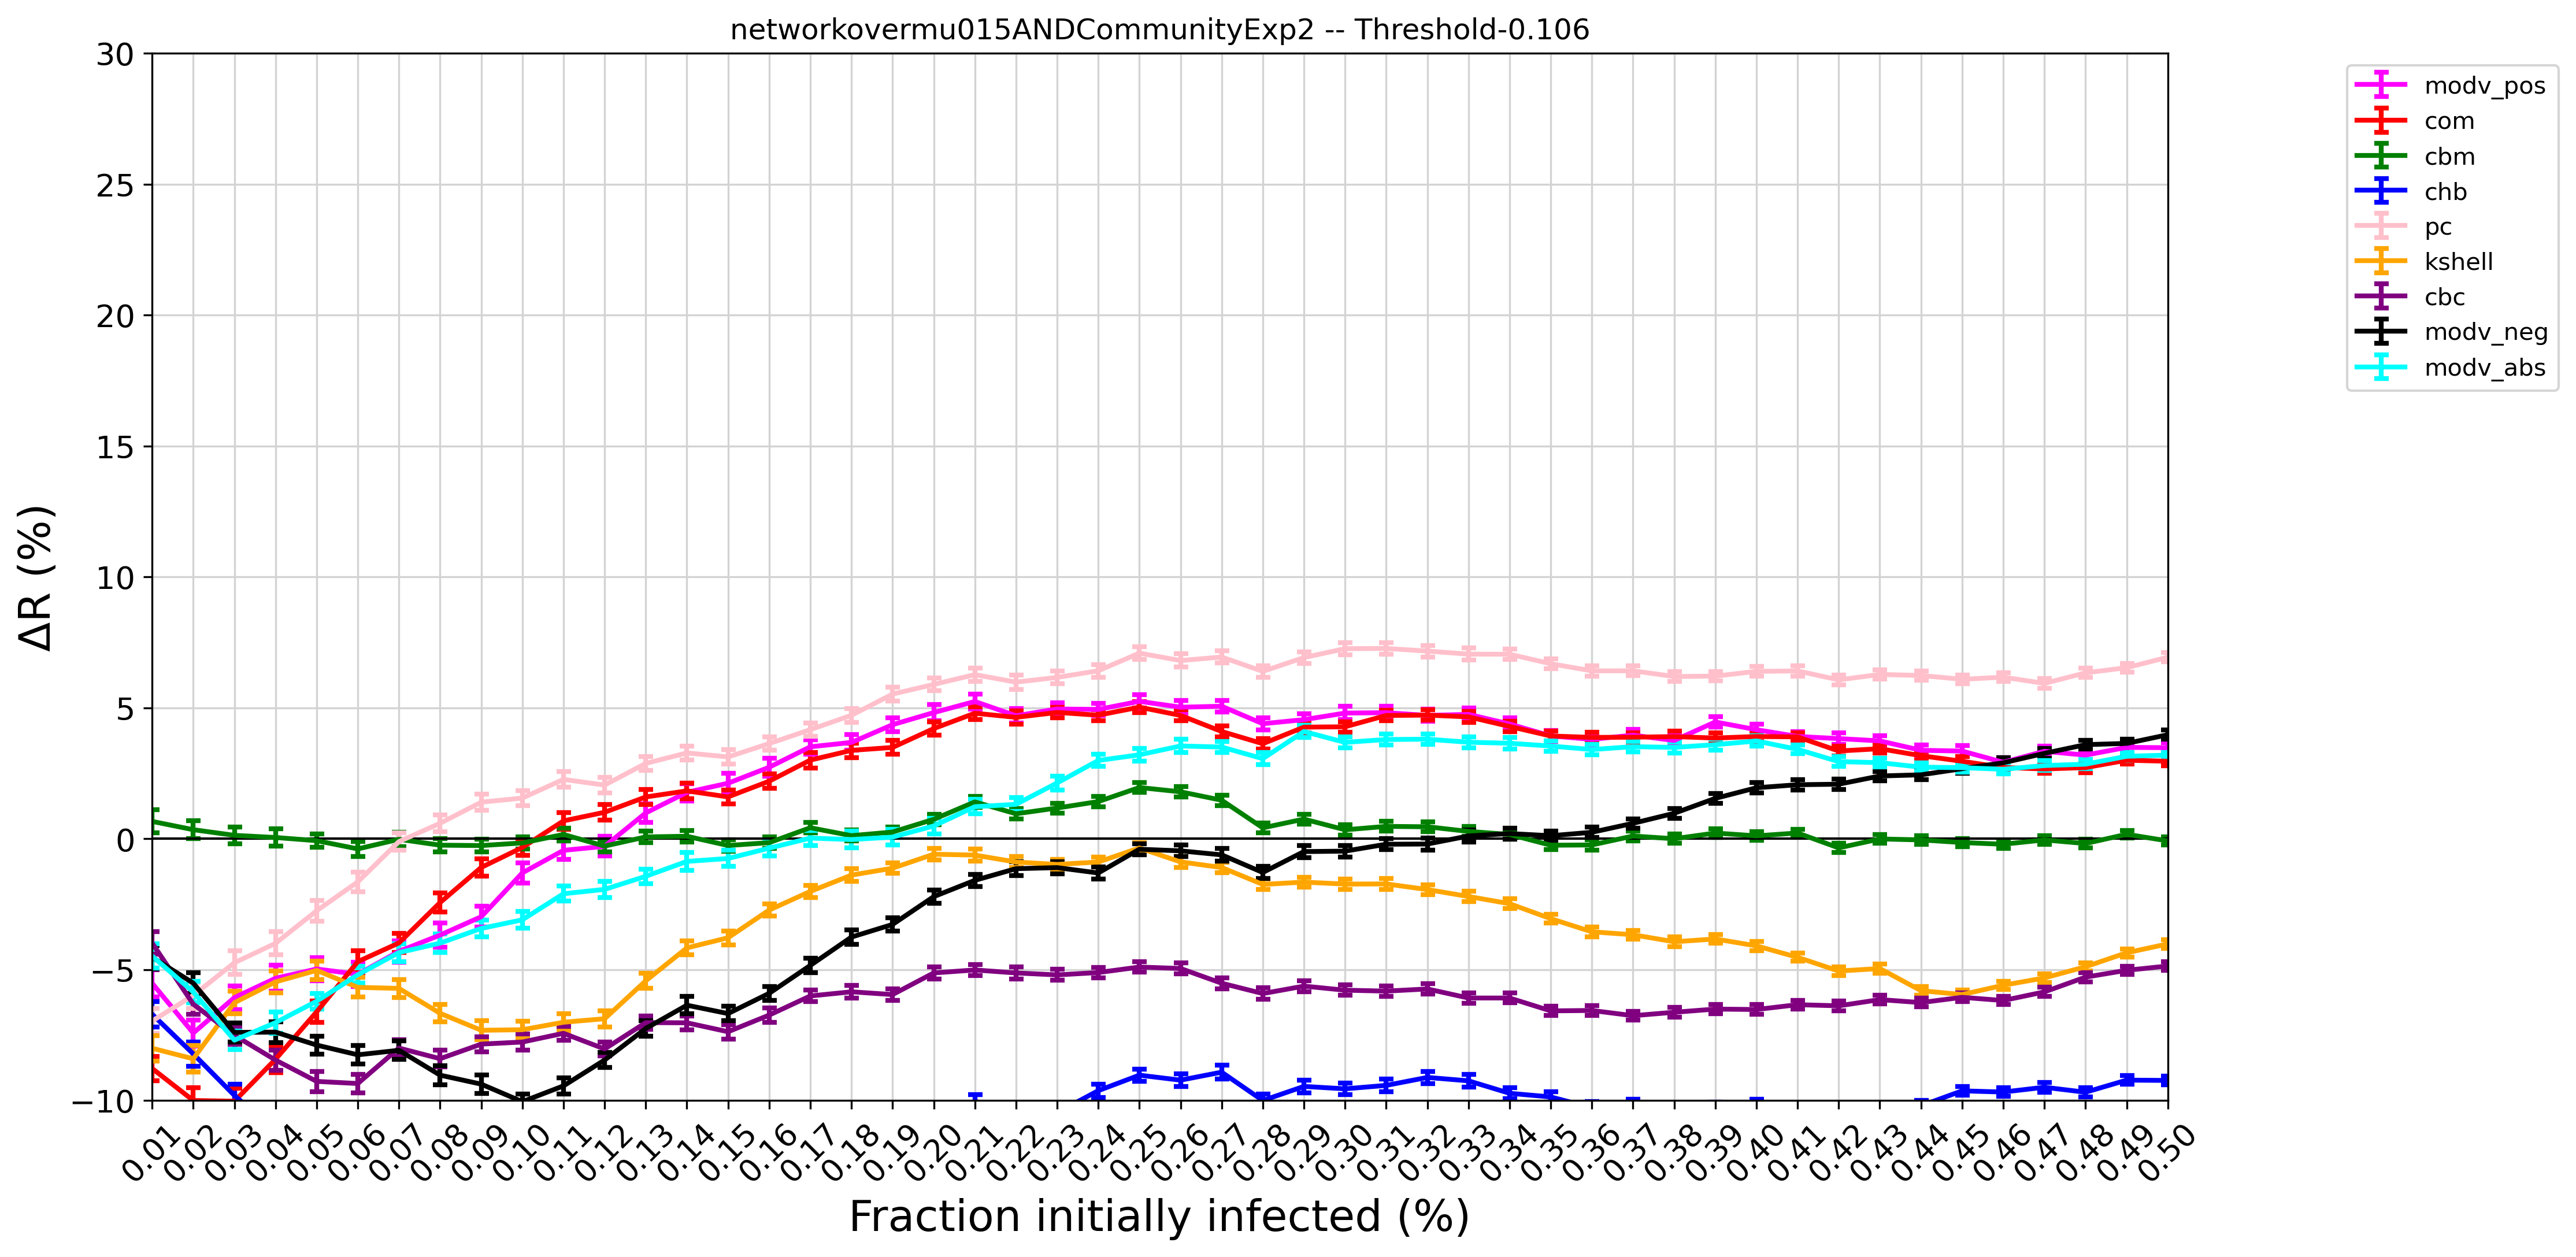 networkovermu015ANDCommunityExp2 -- Threshold-0.106
30
25
20
15
10
5
0
−5
−10
ΔR (%)
0.01 0.02 0.03 0.04 0.05 0.06 0.07 0.08 0.09 0.10 0.11 0.12 0.13 0.14 0.15 0.16 0.17 0.18 0.19 0.20 0.21 0.22 0.23 0.24 0.25 0.26 0.27 0.28 0.29 0.30 0.31 0.32 0.33 0.34 0.35 0.36 0.37 0.38 0.39 0.40 0.41 0.42 0.43 0.44 0.45 0.46 0.47 0.48 0.49 0.50
Fraction initially infected (%)
modv_pos
com
cbm
chb
pc
kshell
cbc
modv_neg
modv_abs